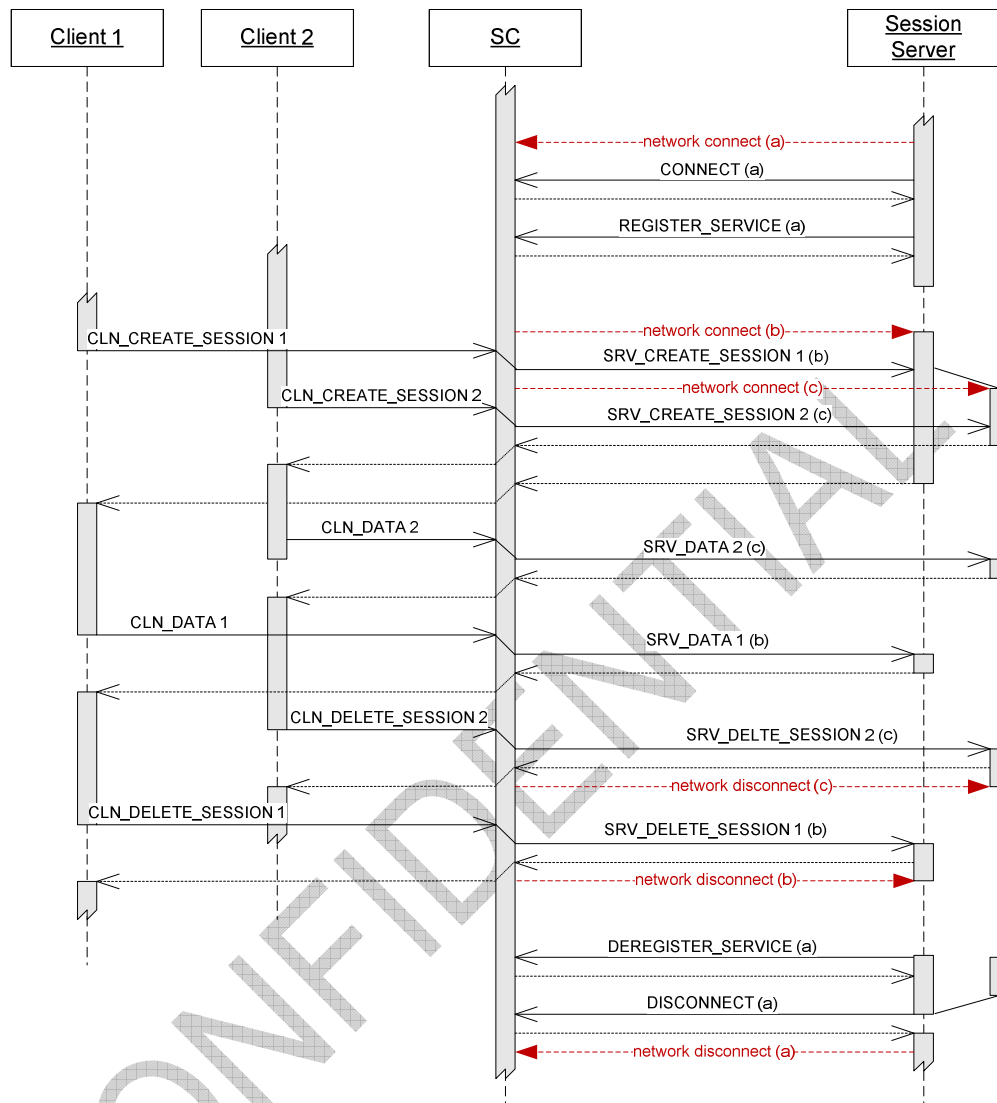 Client 1
Client 2
SC
Session
Server
network connect (a)
CONNECT (a)
REGISTER_SERVICE (a)
network connect (b)
CLN_CREATE_SESSION 1
SRV_CREATE_SESSION 1 (b)
network connect (c)
CLN_CREATE_SESSION 2
SRV_CREATE_SESSION 2 (c)
CLN_DATA 2
SRV_DATA 2 (c)
CLN_DATA 1
SRV_DATA 1 (b)
CLN_DELETE_SESSION 2
SRV_DELTE_SESSION 2 (c)
network disconnect (c)
CLN_DELETE_SESSION 1
SRV_DELETE_SESSION 1 (b)
network disconnect (b)
DEREGISTER_SERVICE (a)
DISCONNECT (a)
network disconnect (a)
ONFIDENTIAL